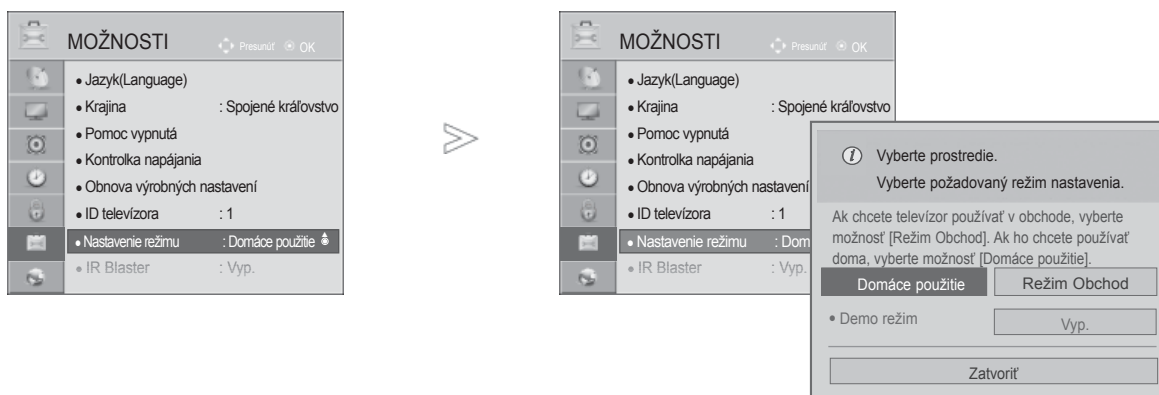 MOŽNOSTI
Presunúť OK
• Jazyk(Language)
• Krajina : Spojené kráľovstvo
• Pomoc vypnutá
• Kontrolka napájania
• Obnova výrobných nastavení
• ID televízora : 1
• Nastavenie režimu : Domáce použitie
• IR Blaster : Vyp.
MOŽNOSTI
Presunúť OK
• Jazyk(Language)
• Krajina : Spojené kráľovstvo
• Pomoc vypnutá
• Kontrolka napájania
• Obnova výrobných nastavení
• ID televízora : 1
• Nastavenie režimu : Dom
• IR Blaster : Vyp.
Vyberte prostredie.
Vyberte požadovaný režim nastavenia.
Ak chcete televízor používať v obchode, vyberte
možnosť [Režim Obchod]. Ak ho chcete používať
doma, vyberte možnosť [Domáce použitie].
Domáce použitie Režim Obchod
• Demo režim Vyp.
Zatvoriť